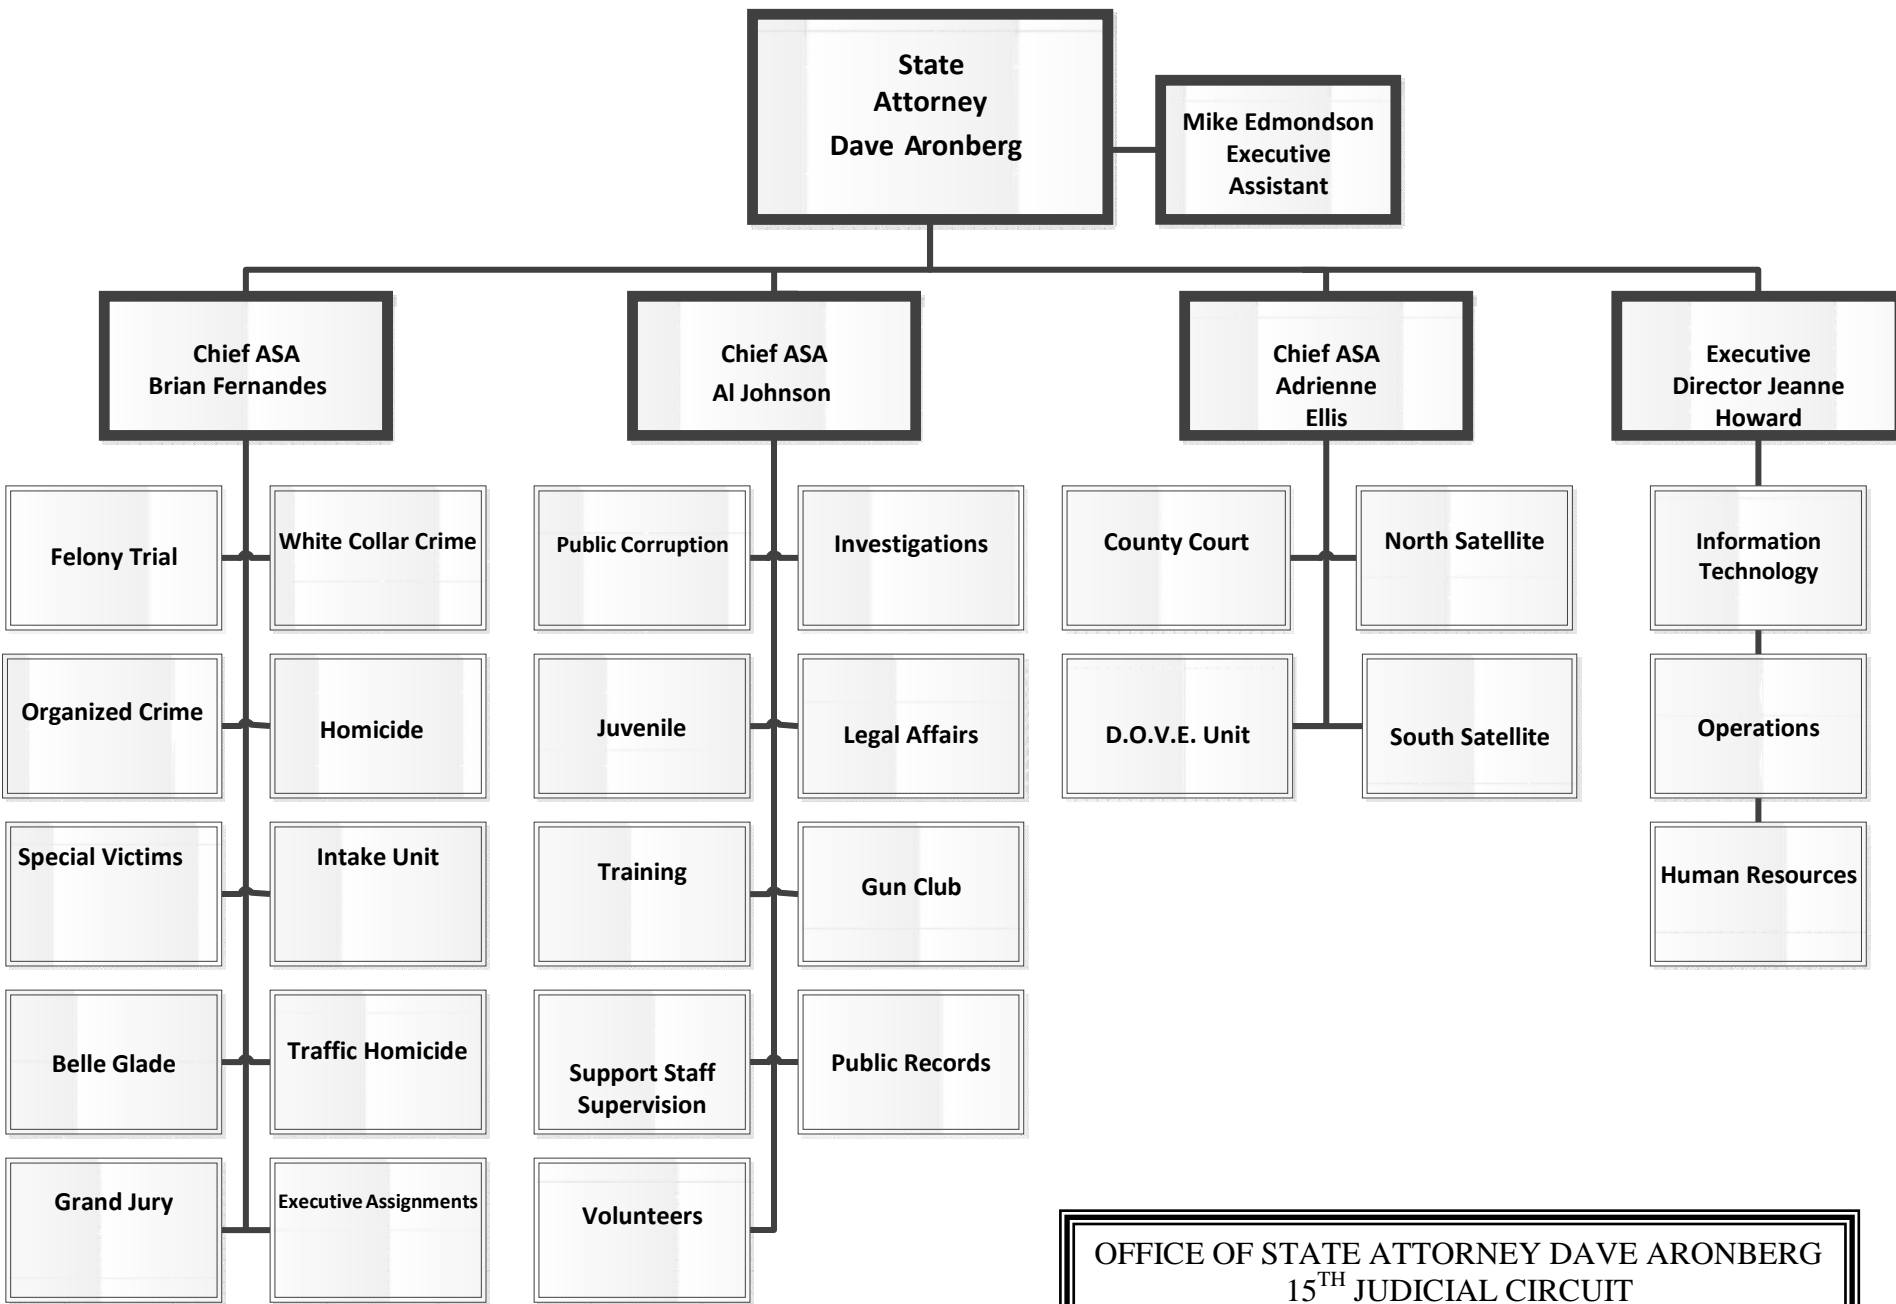 State
Attorney
Dave Aronberg
Mike Edmondson
Executive
Assistant
Chief ASA
Brian Fernandes
Chief ASA
Al Johnson
Chief ASA
Adrienne
Ellis
Executive
Director Jeanne
Howard
Felony Trial
White Collar Crime
Organized Crime
Homicide
Special Victims
Intake Unit
Belle Glade
Traffic Homicide
Grand Jury
Executive Assignments
Public Corruption
Investigations
Juvenile
Legal Affairs
Training
Gun Club
Support Staff
Supervision
Public Records
Volunteers
County Court
North Satellite
D.O.V.E. Unit
South Satellite
Information
Technology
Operations
Human Resources
OFFICE OF STATE ATTORNEY DAVE ARONBERG
15TH JUDICIAL CIRCUIT